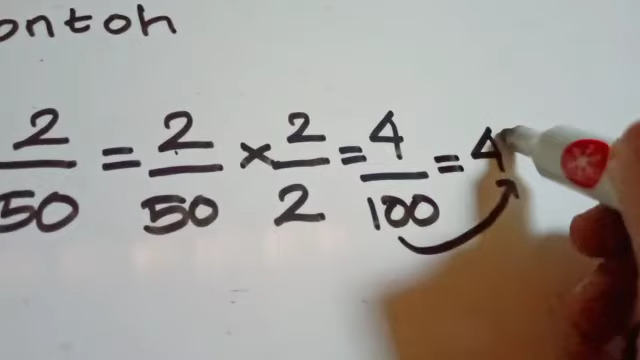 ontoh
2/50 = 2/50 × 2/2 = 4/100 = 4